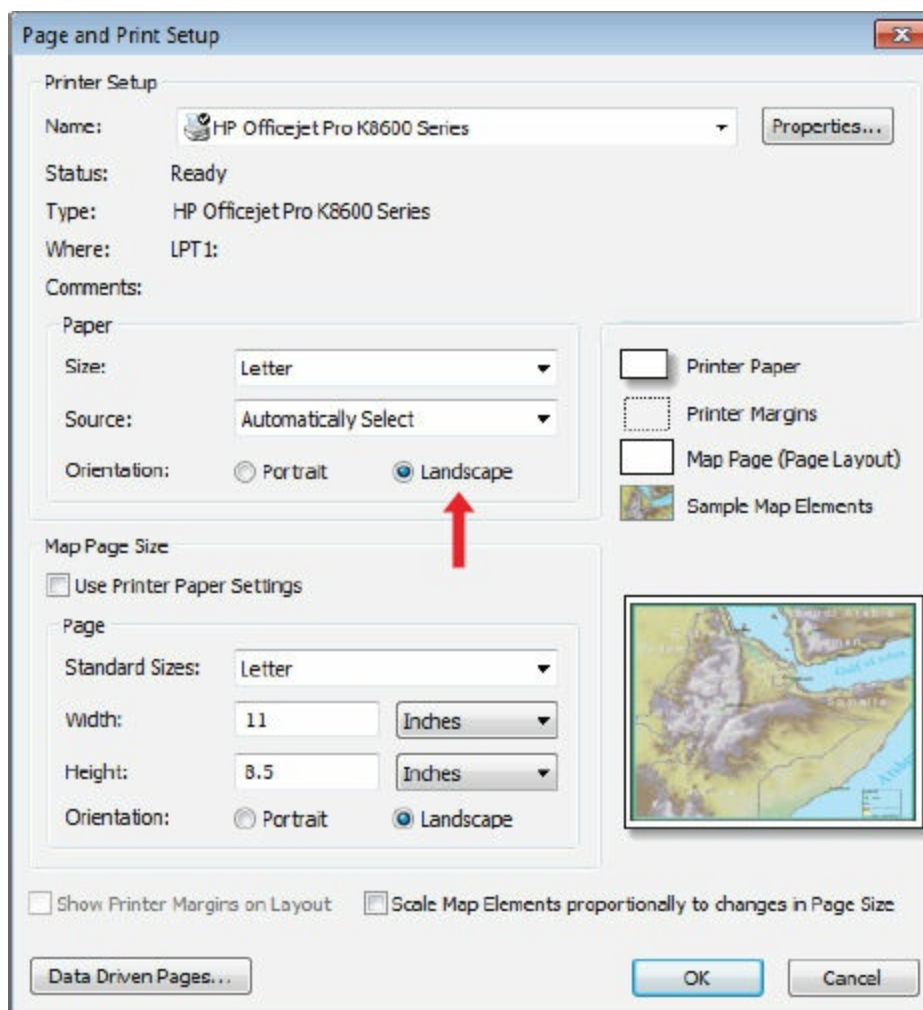 Page and Print Setup
Printer Setup
Name: HP Officejet Pro K8600 Series Properties...
Status: Ready
Type: HP Officejet Pro K8600 Series
Where: LPT1:
Comments:
Paper
Size: Letter
Source: Automatically Select
Orientation: Portrait Landscape
Printer Paper
Printer Margins
Map Page (Page Layout)
Sample Map Elements
Map Page Size
Use Printer Paper Settings
Page
Standard Sizes: Letter
Width: 11 Inches
Height: 8.5 Inches
Orientation: Portrait Landscape
Gulf of Aden
Show Printer Margins on Layout Scale Map Elements proportionally to changes in Page Size
Data Driven Pages... OK Cancel